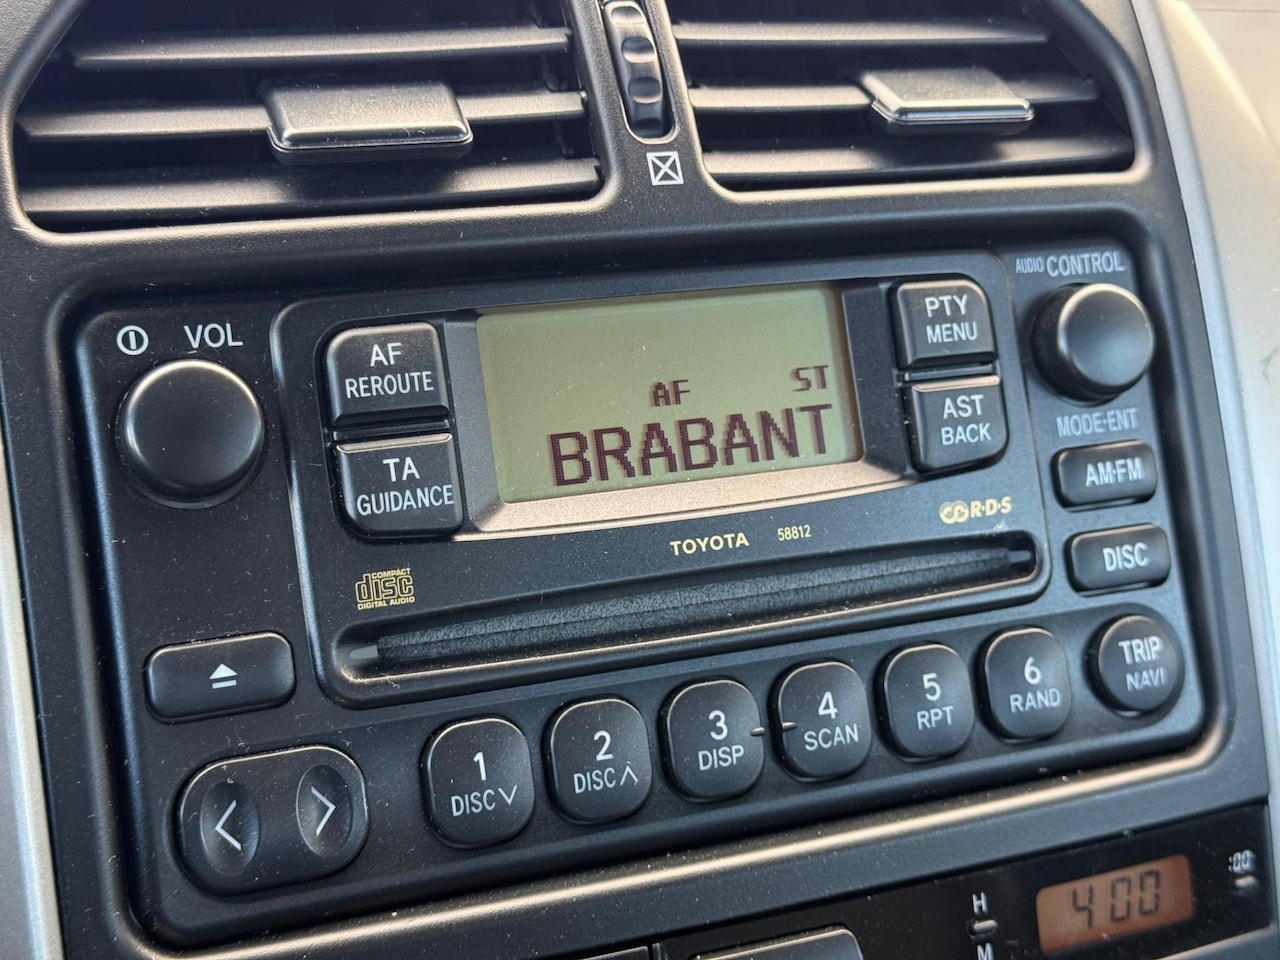 VOL
AF
REROUTE
TA
GUIDANCE
AF
ST
BRABANT
PTY
MENU
AST
BACK
AUDIO CONTROL
MODE·ENT
AM·FM
DISC
TRIP
NAVI
R·D·S
TOYOTA
58812
COMPACT
disc
DIGITAL AUDIO
1
DISC
2
DISC
3
DISP
4
SCAN
5
RPT
6
RAND
H
M
4:00
:00